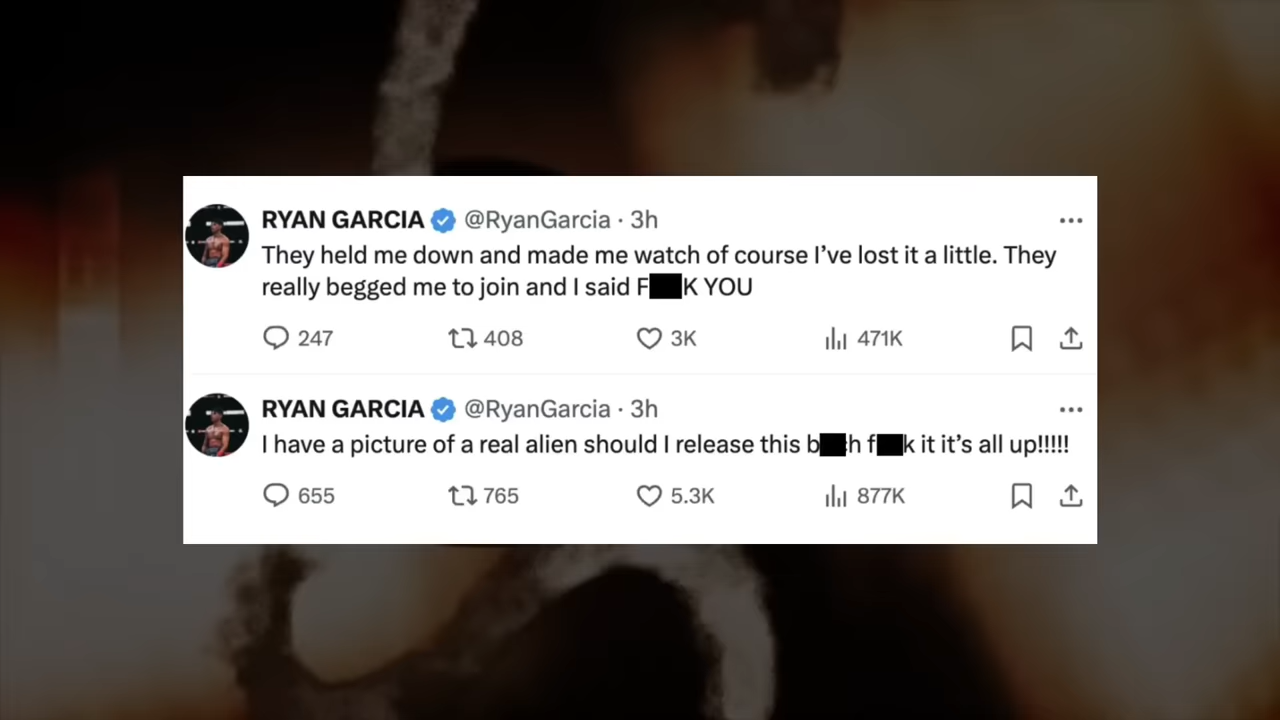 RYAN GARCIA @RyanGarcia · 3h
They held me down and made me watch of course I’ve lost it a little. They
really begged me to join and I said F██K YOU
247 408 3K 471K
RYAN GARCIA @RyanGarcia · 3h
I have a picture of a real alien should I release this b██h f██k it it’s all up!!!!!
655 765 5.3K 877K